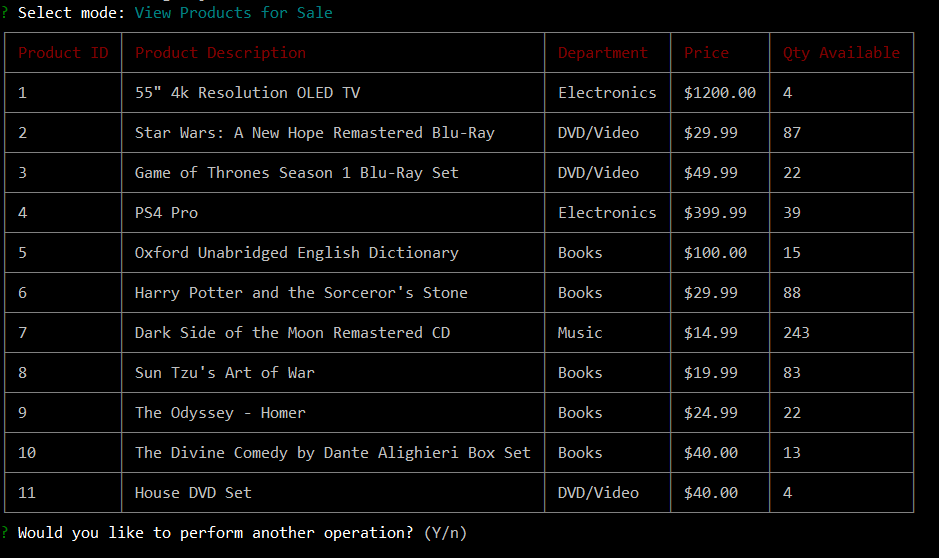 ? Select mode: View Products for Sale
Product ID Product Description Department Price Qty Available
1 55" 4k Resolution OLED TV Electronics $1200.00 4
2 Star Wars: A New Hope Remastered Blu-Ray DVD/Video $29.99 87
3 Game of Thrones Season 1 Blu-Ray Set DVD/Video $49.99 22
4 PS4 Pro Electronics $399.99 39
5 Oxford Unabridged English Dictionary Books $100.00 15
6 Harry Potter and the Sorceror's Stone Books $29.99 88
7 Dark Side of the Moon Remastered CD Music $14.99 243
8 Sun Tzu's Art of War Books $19.99 83
9 The Odyssey - Homer Books $24.99 22
10 The Divine Comedy by Dante Alighieri Box Set Books $40.00 13
11 House DVD Set DVD/Video $40.00 4
? Would you like to perform another operation? (Y/n)